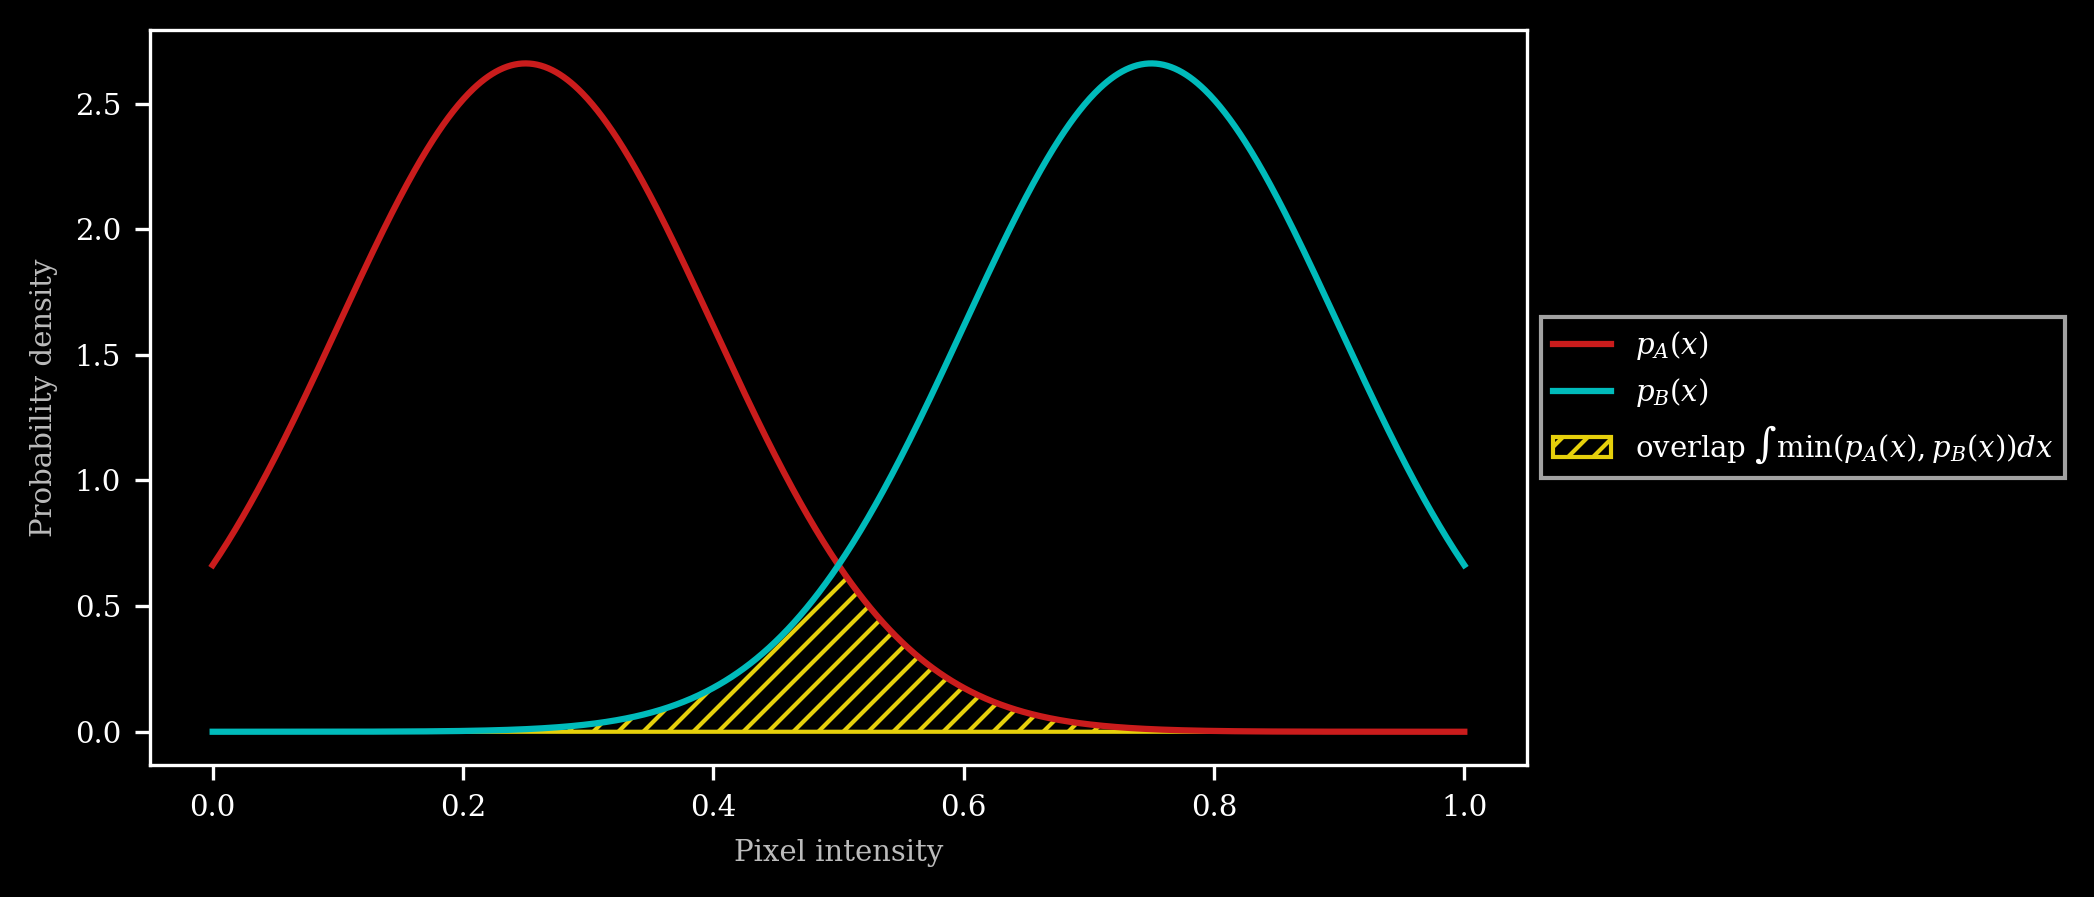 Probability density
2.5
2.0
1.5
1.0
0.5
0.0
0.0 0.2 0.4 0.6 0.8 1.0
Pixel intensity
p_A(x)
p_B(x)
overlap ∫min(p_A(x), p_B(x))dx